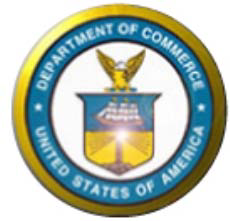 DEPARTMENT OF COMMERCE
UNITED STATES OF AMERICA